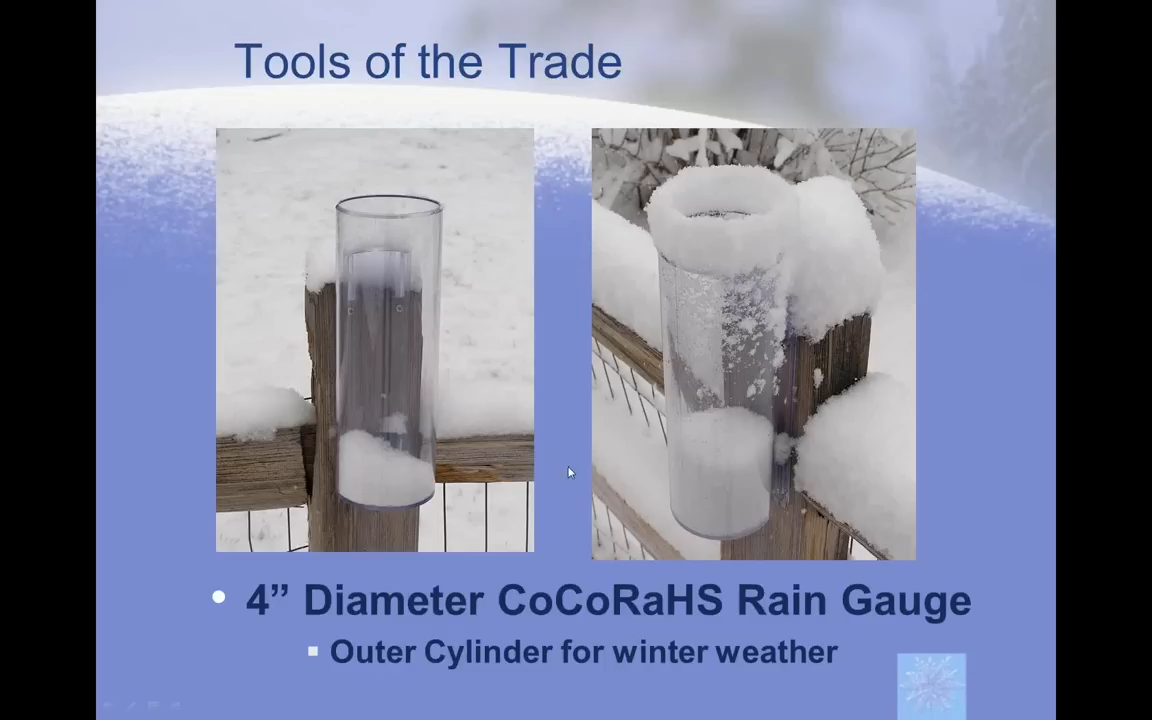 Tools of the Trade
• 4” Diameter CoCoRaHS Rain Gauge
▪ Outer Cylinder for winter weather